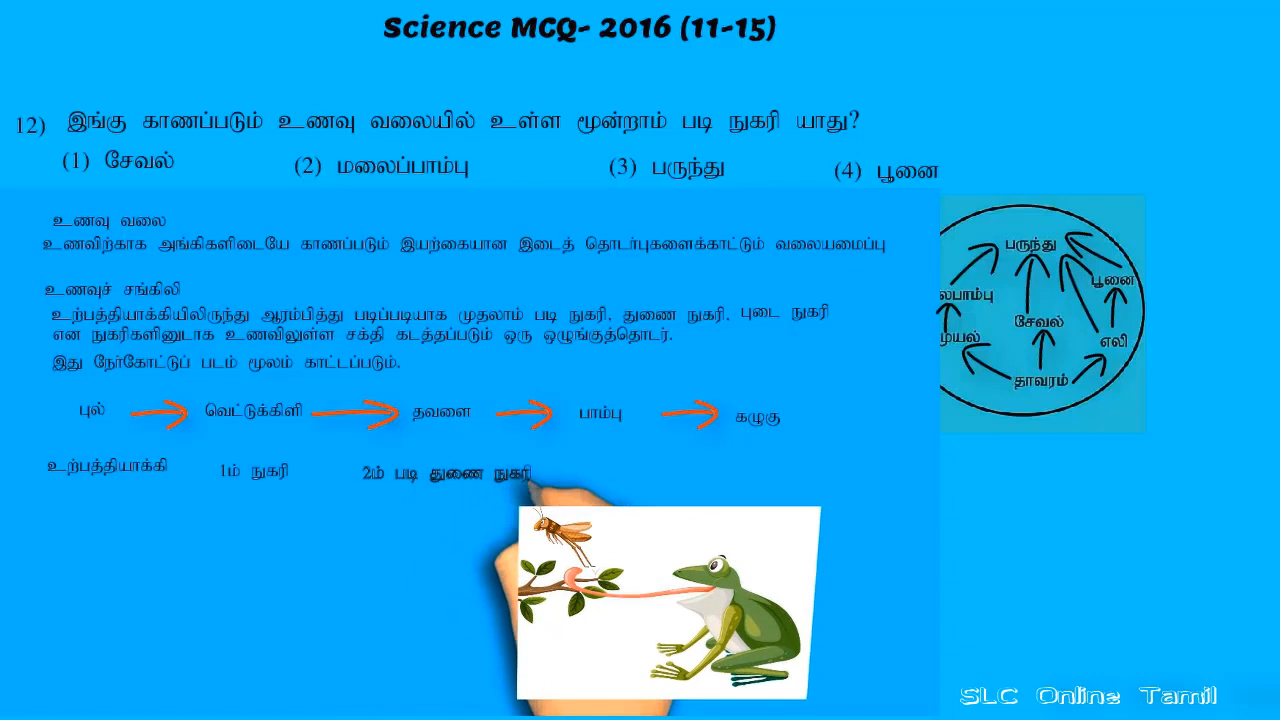 Science MCQ- 2016 (11-15)
12) இங்கு காணப்படும் உணவு வலையில் உள்ள மூன்றாம் படி நுகரி யாது?
(1) சேவல் (2) மலைப்பாம்பு (3) பருந்து (4) பூனை
உணவு வலை
உணவிற்காக அங்கிகளிடையே காணப்படும் இயற்கையான இடைத் தொடர்புகளைக்காட்டும் வலையமைப்பு
உணவுச் சங்கிலி
உற்பத்தியாக்கியிலிருந்து ஆரம்பித்து படிப்படியாக முதலாம் படி நுகரி, துணை நுகரி, புடை நுகரி
என நுகரிகளினுடாக உணவிலுள்ள சக்தி கடத்தப்படும் ஒரு ஒழுங்குத்தொடர்.
இது நேர்கோட்டுப் படம் மூலம் காட்டப்படும்.
புல் வெட்டுக்கிளி தவளை பாம்பு கழுகு
உற்பத்தியாக்கி 1ம் நுகரி 2ம் படி துணை நுகரி
பருந்து
பூனை
லபாம்பு
சேவல்
முயல்
எலி
தாவரம்
SLC Online Tamil